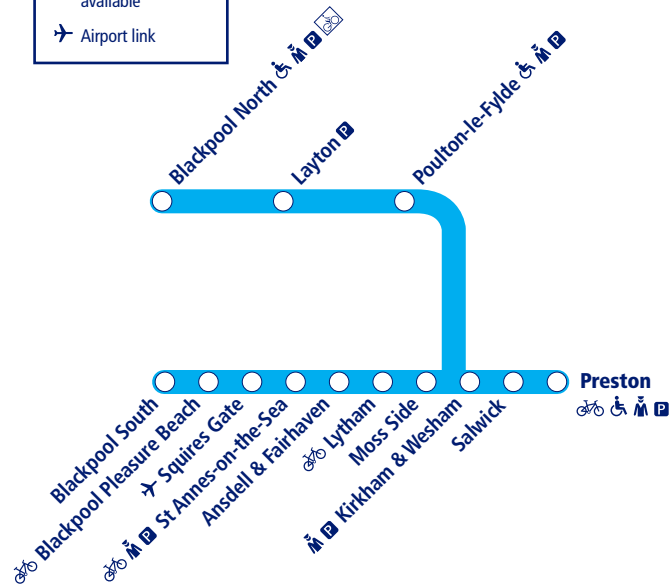 available
Airport link
Blackpool North P
Layton P
Poulton-le-Fylde P
Preston
P
Blackpool South
Blackpool Pleasure Beach
Squires Gate
P St Annes-on-the-Sea
Ansdell & Fairhaven
Lytham
Moss Side
P Kirkham & Wesham
Salwick